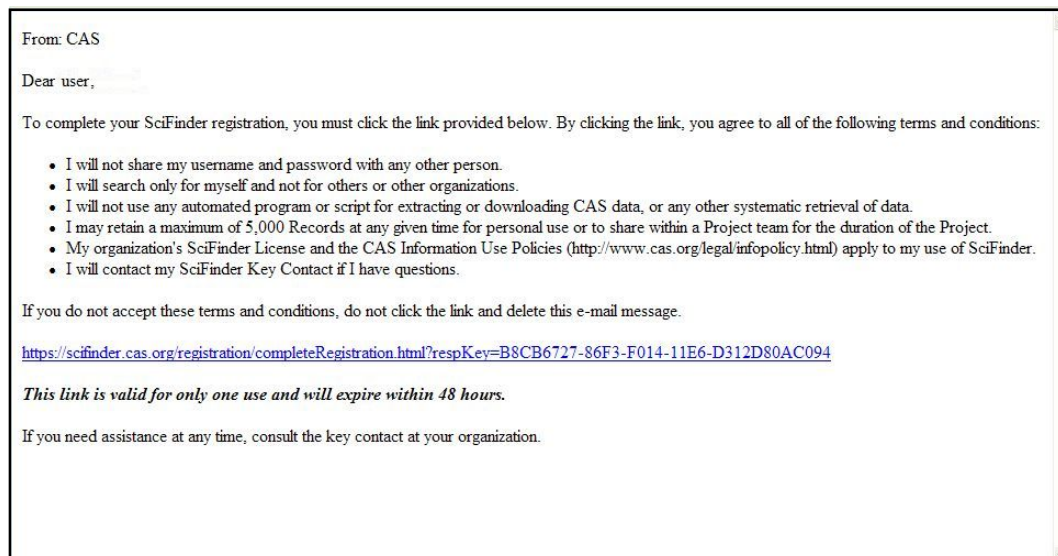 From: CAS
Dear user,
To complete your SciFinder registration, you must click the link provided below. By clicking the link, you agree to all of the following terms and conditions:
• I will not share my username and password with any other person.
• I will search only for myself and not for others or other organizations.
• I will not use any automated program or script for extracting or downloading CAS data, or any other systematic retrieval of data.
• I may retain a maximum of 5,000 Records at any given time for personal use or to share within a Project team for the duration of the Project.
• My organization's SciFinder License and the CAS Information Use Policies (http://www.cas.org/legal/infopolicy.html) apply to my use of SciFinder.
• I will contact my SciFinder Key Contact if I have questions.
If you do not accept these terms and conditions, do not click the link and delete this e-mail message.
https://scifinder.cas.org/registration/completeRegistration.html?respKey=B8CB6727-86F3-F014-11E6-D312D80AC094
This link is valid for only one use and will expire within 48 hours.
If you need assistance at any time, consult the key contact at your organization.